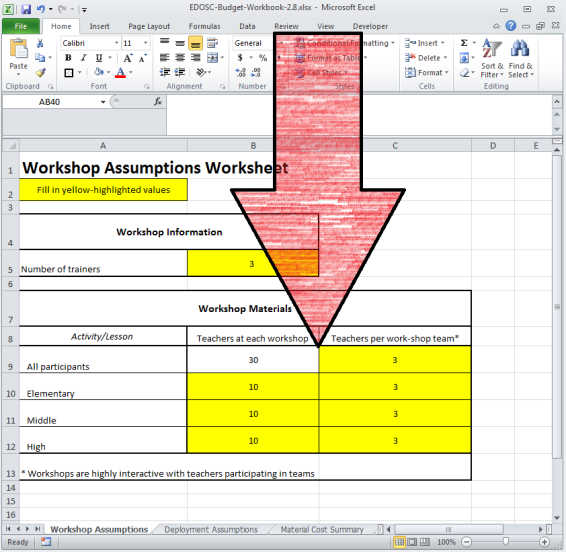 EDOSC-Budget-Workbook-2.8.xlsx - Microsoft Excel
File Home Insert Page Layout Formulas Data Review View Developer
Calibri 11 A A General Conditional Formatting Insert Σ
Paste B I U $ % , Format as Table Delete Sort & Find &
Cell Styles Format Filter Select
Clipboard Font Alignment Number Styles Cells Editing
AB40 fx
A B C D E
1 Workshop Assumptions Worksheet
2 Fill in yellow-highlighted values
3
4 Workshop Information
5 Number of trainers 3
6
7 Workshop Materials
8 Activity/Lesson Teachers at each workshop Teachers per work-shop team*
9 All participants 30 3
10 Elementary 10 3
11 Middle 10 3
12 High 10 3
13 * Workshops are highly interactive with teachers participating in teams
14
15
16
Workshop Assumptions Deployment Assumptions Material Cost Summary
Ready 100%